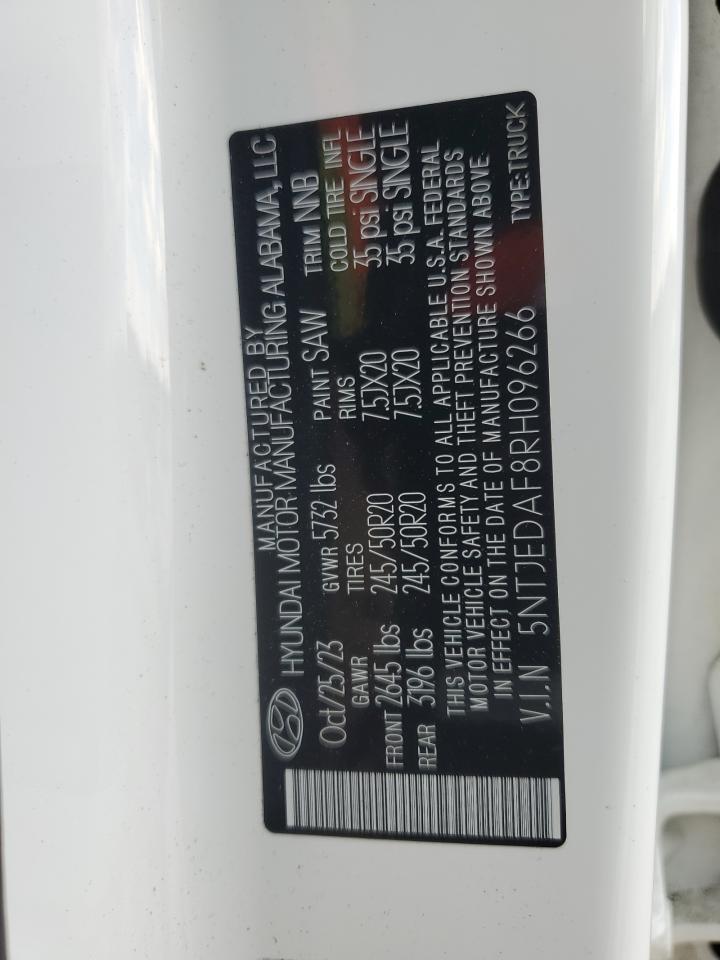 MANUFACTURED BY
HYUNDAI MOTOR MANUFACTURING ALABAMA, LLC
Oct/25/23 GVWR 5732 lbs PAINT SAW TRIM NNB
GAWR TIRES RIMS COLD TIRE INFL
FRONT 2645 lbs 245/50R20 7.5JX20 35 psi SINGLE
REAR 3196 lbs 245/50R20 7.5JX20 35 psi SINGLE
THIS VEHICLE CONFORMS TO ALL APPLICABLE U.S.A. FEDERAL
MOTOR VEHICLE SAFETY AND THEFT PREVENTION STANDARDS
IN EFFECT ON THE DATE OF MANUFACTURE SHOWN ABOVE.
V.I.N 5NTJEDAF8RH096266 TYPE:TRUCK